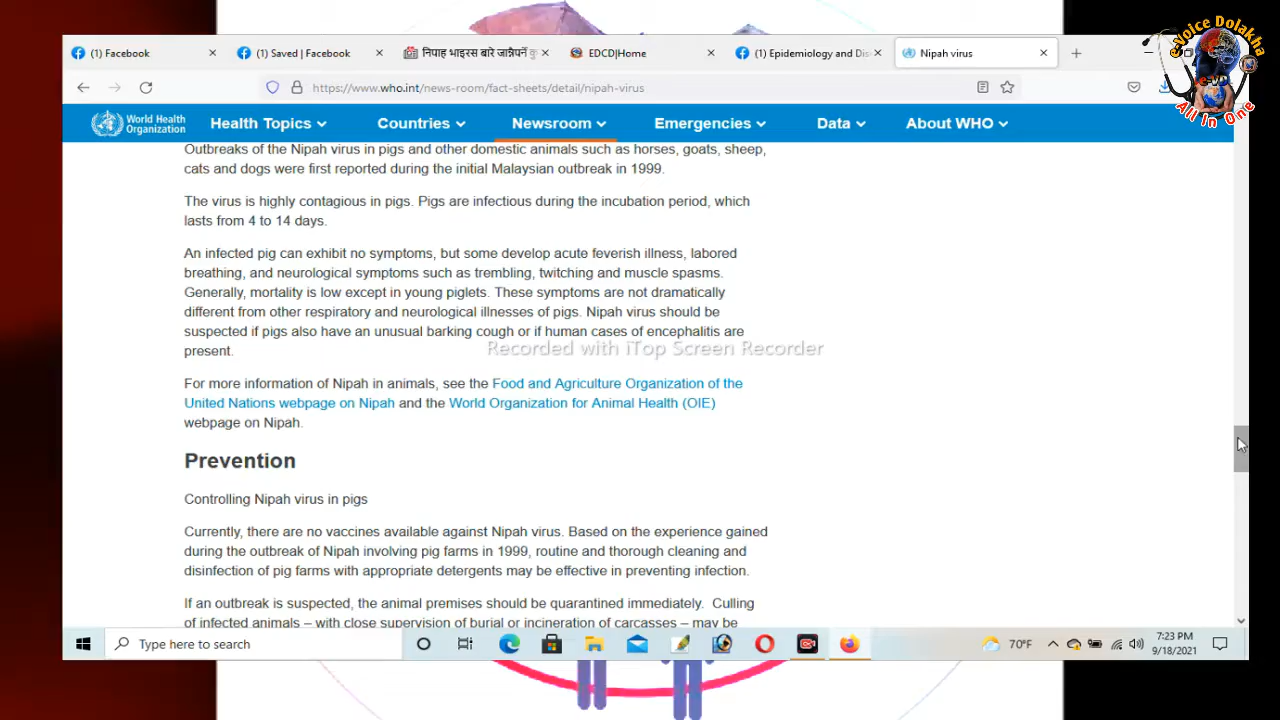 e-Voice Dolakha
All In One
(1) Facebook
(1) Saved | Facebook
निपाह भाइरस बारे जान्नैपर्ने कु
EDCD|Home
(1) Epidemiology and Dis
Nipah virus
https://www.who.int/news-room/fact-sheets/detail/nipah-virus
World Health Organization
Health Topics
Countries
Newsroom
Emergencies
Data
About WHO
Outbreaks of the Nipah virus in pigs and other domestic animals such as horses, goats, sheep,
cats and dogs were first reported during the initial Malaysian outbreak in 1999.
The virus is highly contagious in pigs. Pigs are infectious during the incubation period, which
lasts from 4 to 14 days.
An infected pig can exhibit no symptoms, but some develop acute feverish illness, labored
breathing, and neurological symptoms such as trembling, twitching and muscle spasms.
Generally, mortality is low except in young piglets. These symptoms are not dramatically
different from other respiratory and neurological illnesses of pigs. Nipah virus should be
suspected if pigs also have an unusual barking cough or if human cases of encephalitis are
present.
Recorded with iTop Screen Recorder
For more information of Nipah in animals, see the Food and Agriculture Organization of the
United Nations webpage on Nipah and the World Organization for Animal Health (OIE)
webpage on Nipah.
Prevention
Controlling Nipah virus in pigs
Currently, there are no vaccines available against Nipah virus. Based on the experience gained
during the outbreak of Nipah involving pig farms in 1999, routine and thorough cleaning and
disinfection of pig farms with appropriate detergents may be effective in preventing infection.
If an outbreak is suspected, the animal premises should be quarantined immediately. Culling
of infected animals – with close supervision of burial or incineration of carcasses – may be
Type here to search
70°F
7:23 PM
9/18/2021